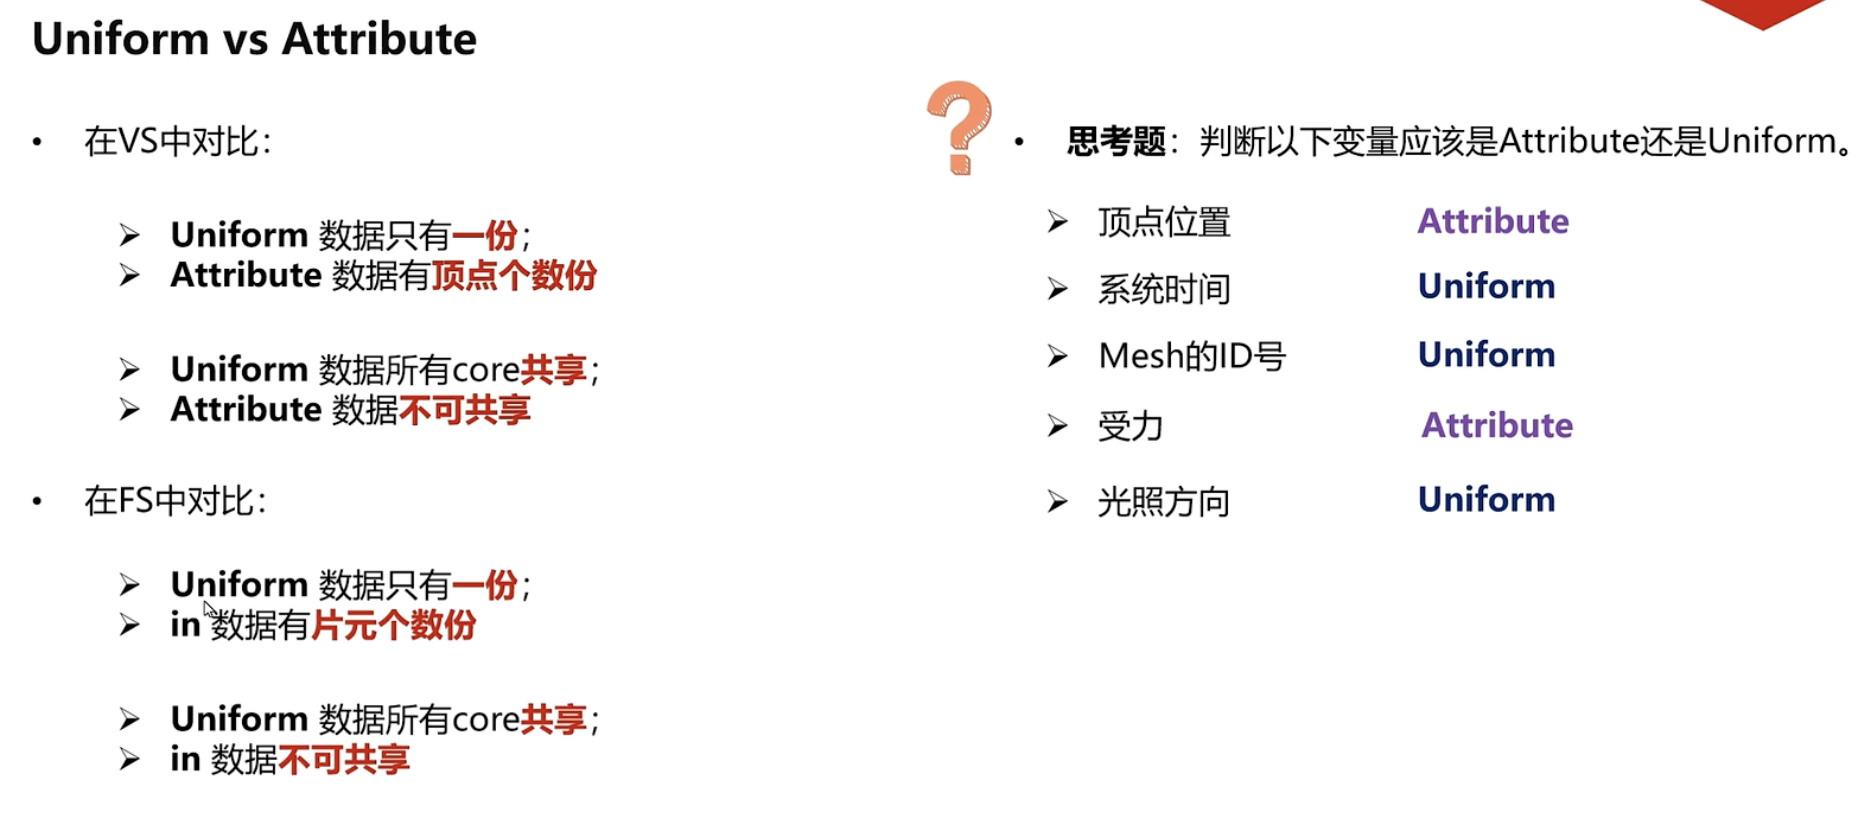 Uniform vs Attribute
• 在VS中对比：
➢ Uniform 数据只有一份；
➢ Attribute 数据有顶点个数份
➢ Uniform 数据所有core共享；
➢ Attribute 数据不可共享
• 在FS中对比：
➢ Uniform 数据只有一份；
➢ in 数据有片元个数份
➢ Uniform 数据所有core共享；
➢ in 数据不可共享
?
• 思考题：判断以下变量应该是Attribute还是Uniform。
➢ 顶点位置 Attribute
➢ 系统时间 Uniform
➢ Mesh的ID号 Uniform
➢ 受力 Attribute
➢ 光照方向 Uniform